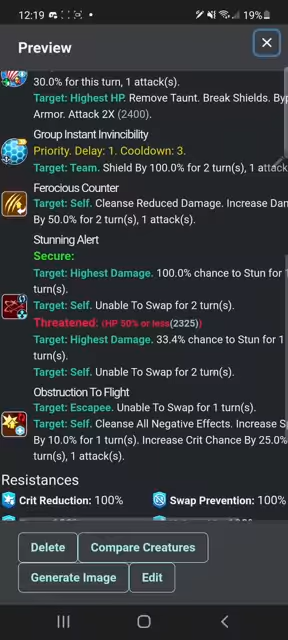 12:19
19%
Preview
30.0% for this turn, 1 attack(s).
Target: Highest HP. Remove Taunt. Break Shields. Byp
Armor. Attack 2X (2400).
Group Instant Invincibility
Priority. Delay: 1. Cooldown: 3.
Target: Team. Shield By 100.0% for 2 turn(s), 1 attack
Ferocious Counter
Target: Self. Cleanse Reduced Damage. Increase Dam
By 50.0% for 2 turn(s), 1 attack(s).
Stunning Alert
Secure:
Target: Highest Damage. 100.0% chance to Stun for 1
turn(s).
Target: Self. Unable To Swap for 2 turn(s).
Threatened: (HP 50% or less(2325))
Target: Highest Damage. 33.4% chance to Stun for 1
turn(s).
Target: Self. Unable To Swap for 2 turn(s).
Obstruction To Flight
Target: Escapee. Unable To Swap for 1 turn(s).
Target: Self. Cleanse All Negative Effects. Increase Sp
By 10.0% for 1 turn(s). Increase Crit Chance By 25.0%
turn(s), 1 attack(s).
Resistances
Crit Reduction: 100% Swap Prevention: 100%
Delete Compare Creatures
Generate Image Edit